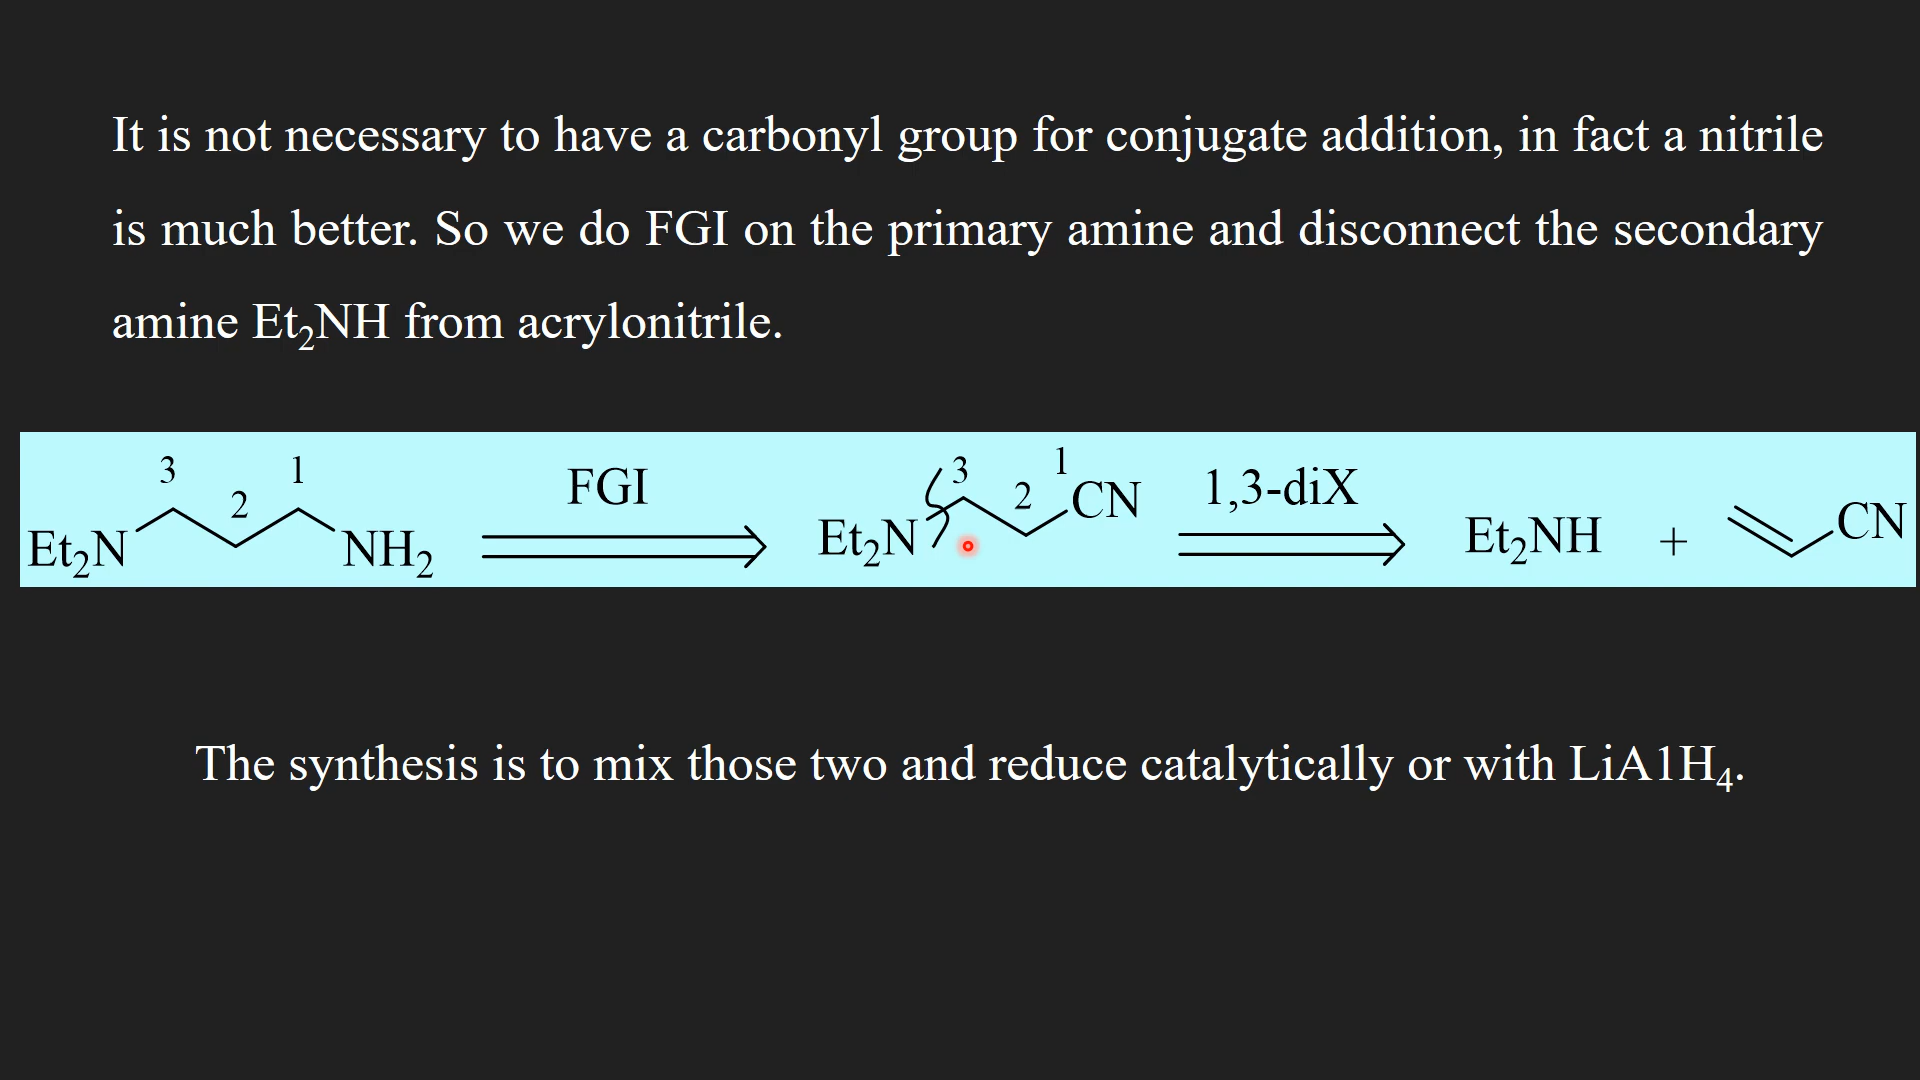 It is not necessary to have a carbonyl group for conjugate addition, in fact a nitrile
is much better. So we do FGI on the primary amine and disconnect the secondary
amine Et₂NH from acrylonitrile.
3 1 2 Et₂N NH₂ FGI 3 1 2 Et₂N CN 1,3-diX Et₂NH + CN
The synthesis is to mix those two and reduce catalytically or with LiA1H₄.